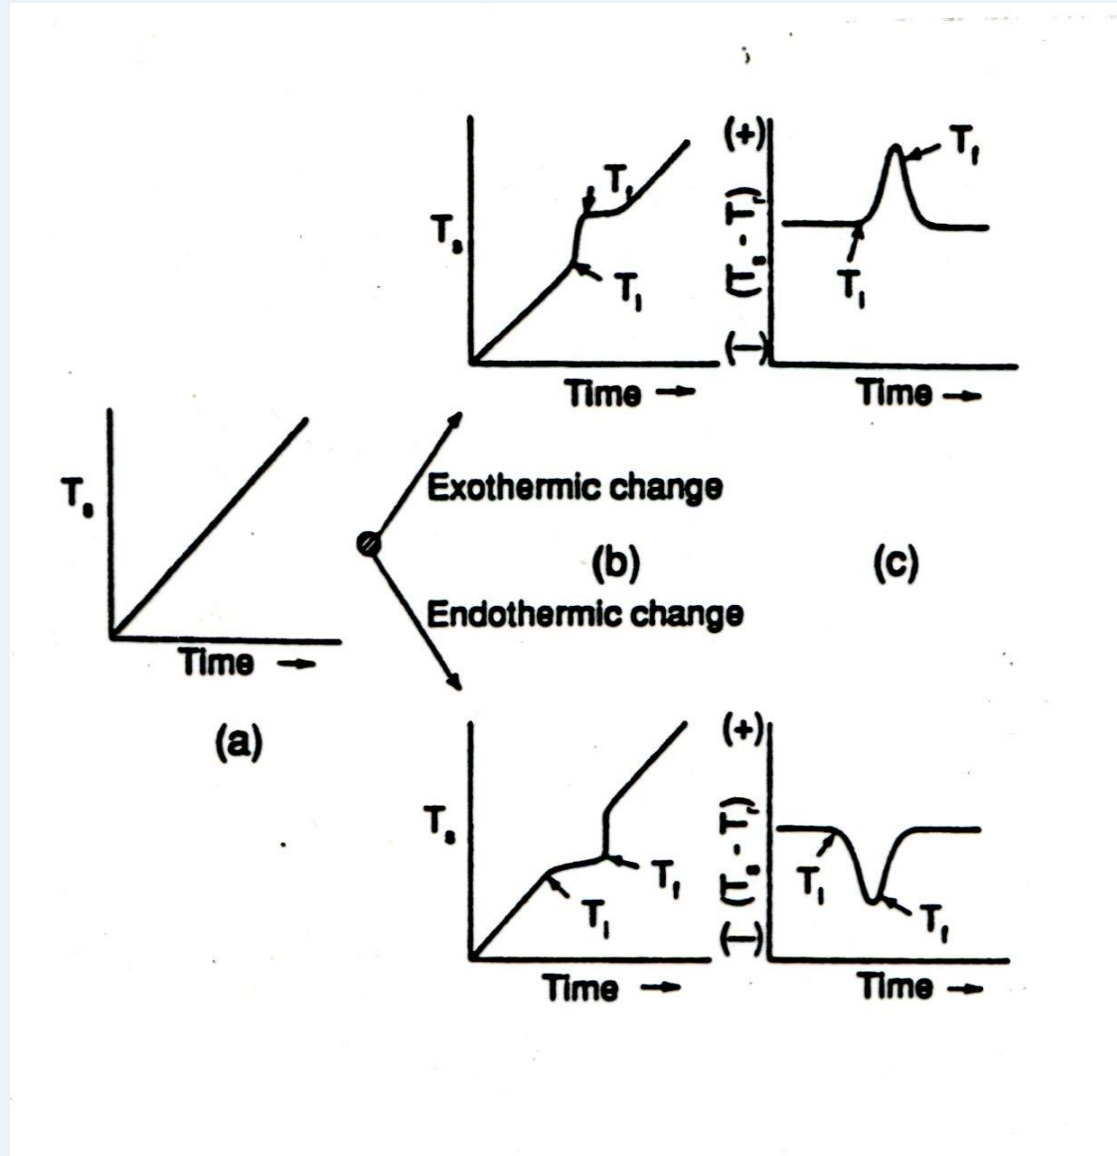 (+)
T_f
T_f
T_s
(T_s - T_r)
T_i
T_i
(—)
Time →
Time →
T_s
Exothermic change
(b)
(c)
Endothermic change
Time →
(a)
(+)
T_s
(T_s - T_r)
T_f
T_i
T_i
T_f
(—)
Time →
Time →